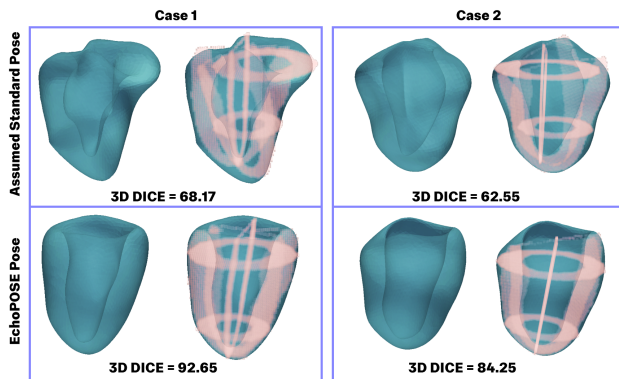 Case 1
Case 2
Assumed Standard Pose
3D DICE = 68.17
3D DICE = 62.55
EchoPOSE Pose
3D DICE = 92.65
3D DICE = 84.25